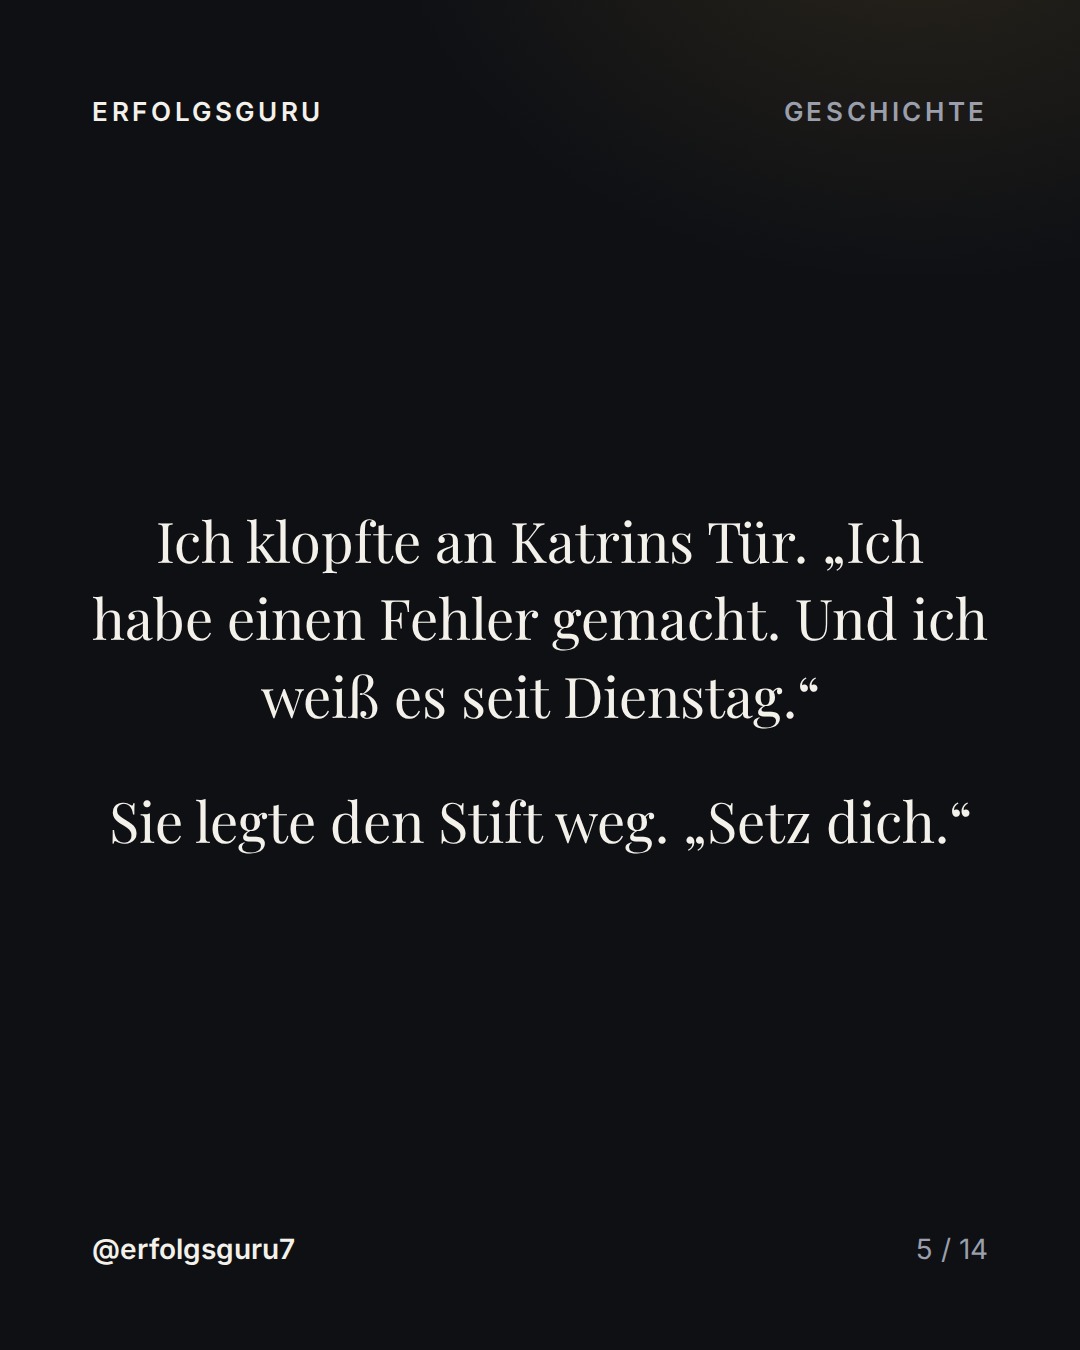 ERFOLGSGURU
GESCHICHTE
Ich klopfte an Katrins Tür. „Ich
habe einen Fehler gemacht. Und ich
weiß es seit Dienstag.“
Sie legte den Stift weg. „Setz dich.“
@erfolgsguru7
5 / 14